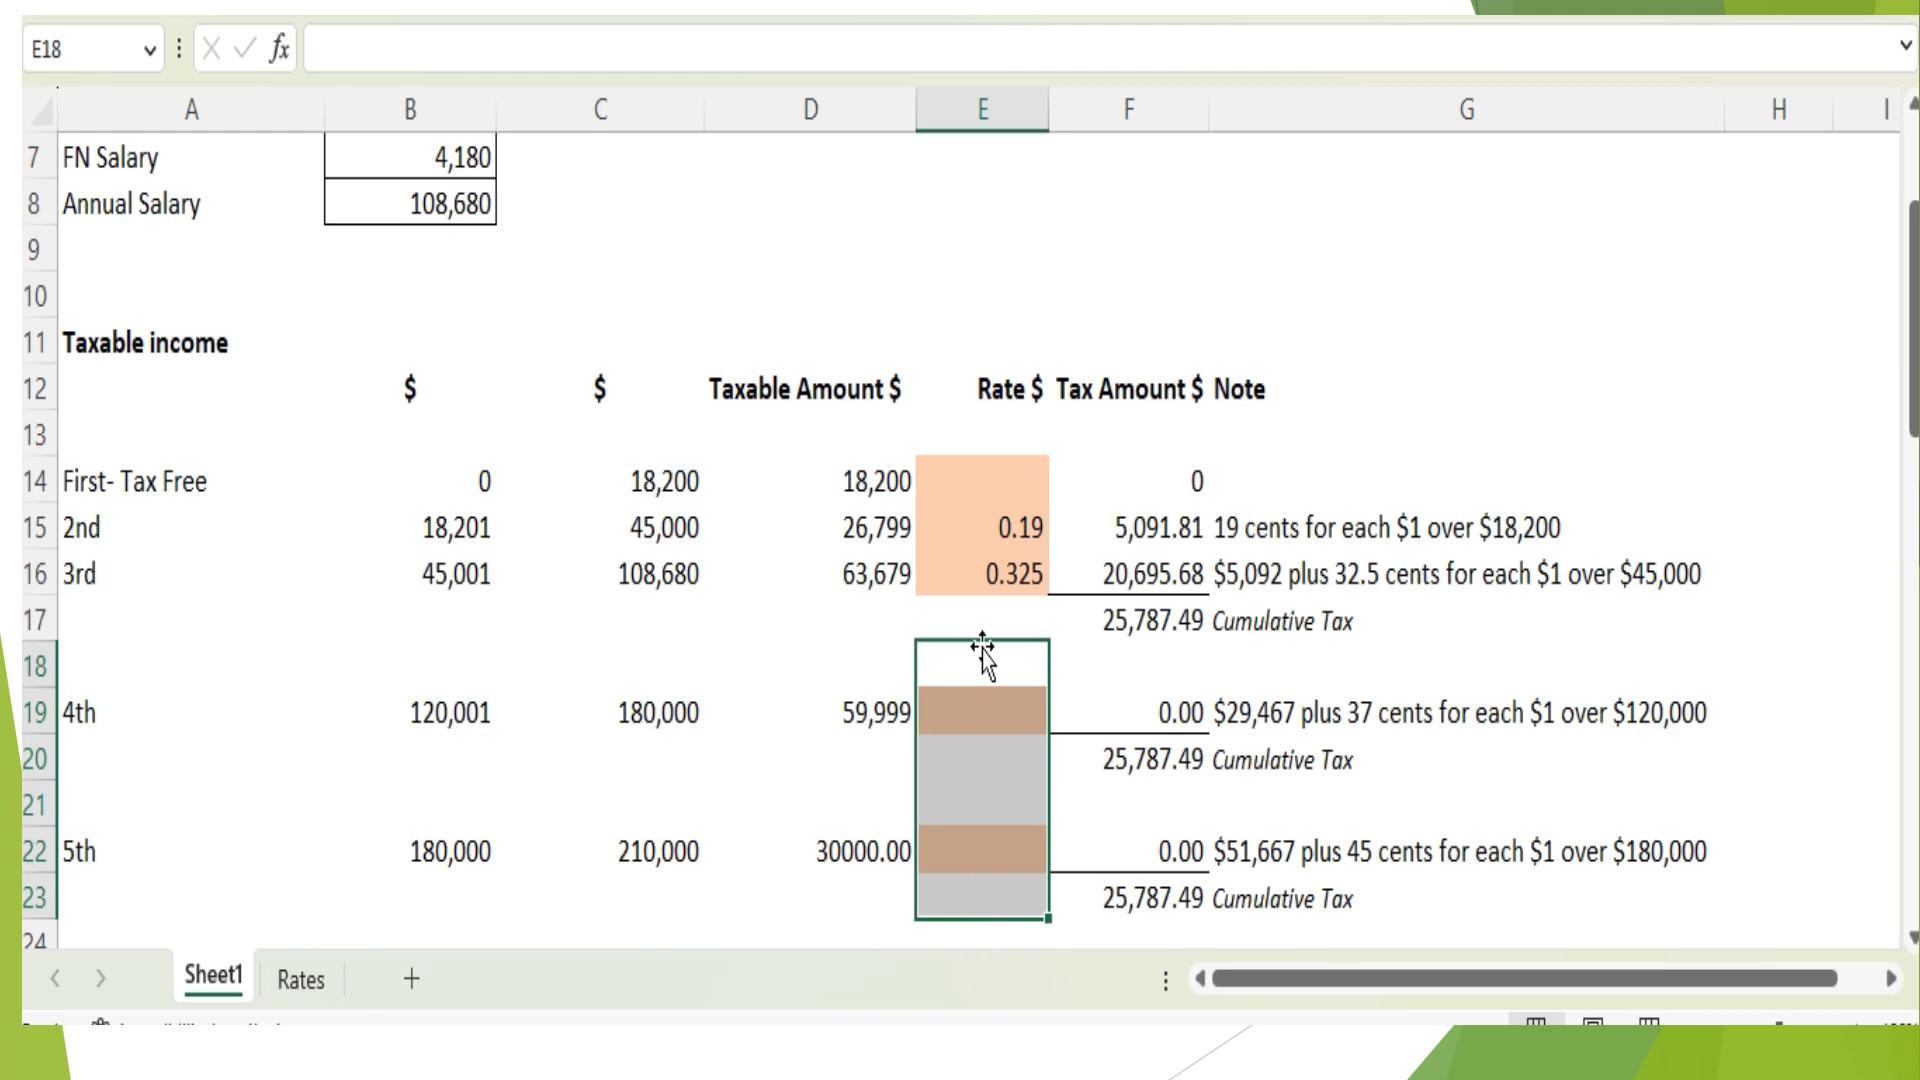 E18 fx
A B C D E F G H I
7 FN Salary 4,180
8 Annual Salary 108,680
9
10
11 Taxable income
12 $ $ Taxable Amount $ Rate $ Tax Amount $ Note
13
14 First- Tax Free 0 18,200 18,200 0
15 2nd 18,201 45,000 26,799 0.19 5,091.81 19 cents for each $1 over $18,200
16 3rd 45,001 108,680 63,679 0.325 20,695.68 $5,092 plus 32.5 cents for each $1 over $45,000
17 25,787.49 Cumulative Tax
18
19 4th 120,001 180,000 59,999 0.00 $29,467 plus 37 cents for each $1 over $120,000
20 25,787.49 Cumulative Tax
21
22 5th 180,000 210,000 30000.00 0.00 $51,667 plus 45 cents for each $1 over $180,000
23 25,787.49 Cumulative Tax
24
Sheet1 Rates +